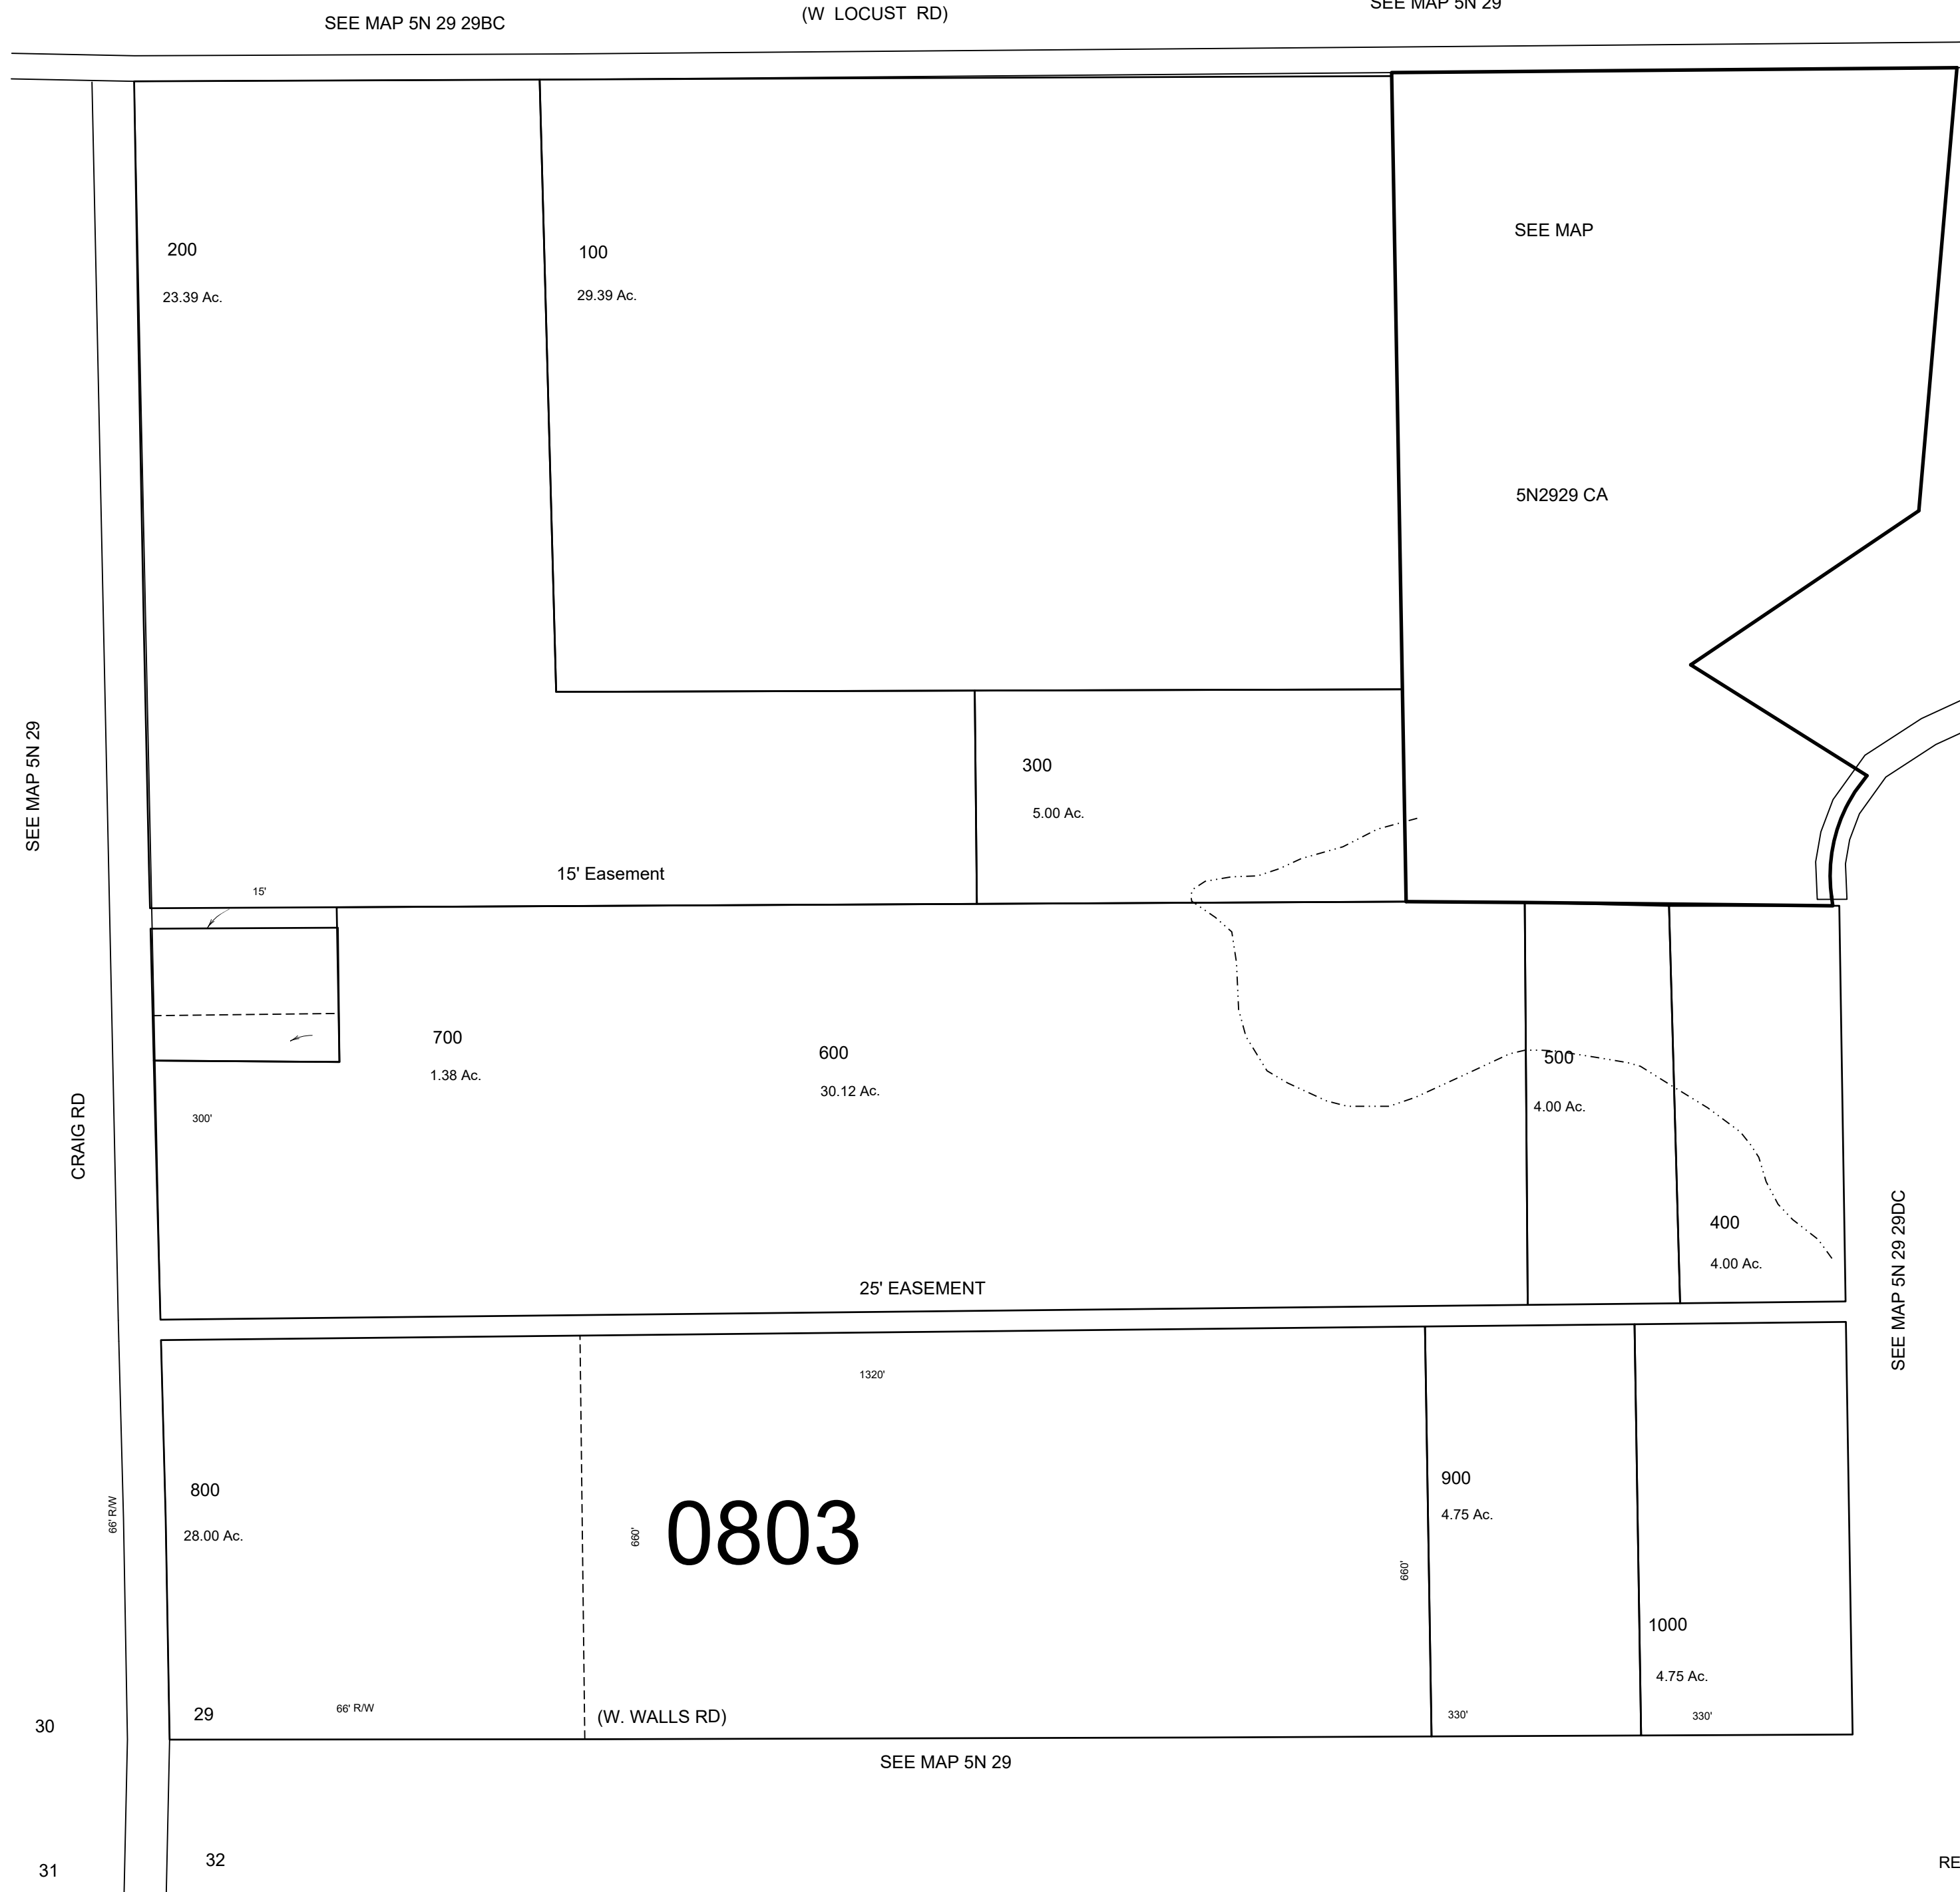 SEE MAP 5N 29 29BC
(W LOCUST RD)
SEE MAP 5N 29
200
23.39 Ac.
100
29.39 Ac.
SEE MAP
5N2929 CA
SEE MAP 5N 29
300
5.00 Ac.
15' Easement
15'
700
1.38 Ac.
600
30.12 Ac.
500
4.00 Ac.
300'
CRAIG RD
400
4.00 Ac.
SEE MAP 5N 29 29DC
25' EASEMENT
1320'
800
28.00 Ac.
66' R/W
660'
0803
660'
900
4.75 Ac.
1000
4.75 Ac.
30
29
66' R/W
(W. WALLS RD)
330'
330'
SEE MAP 5N 29
31
32
RE